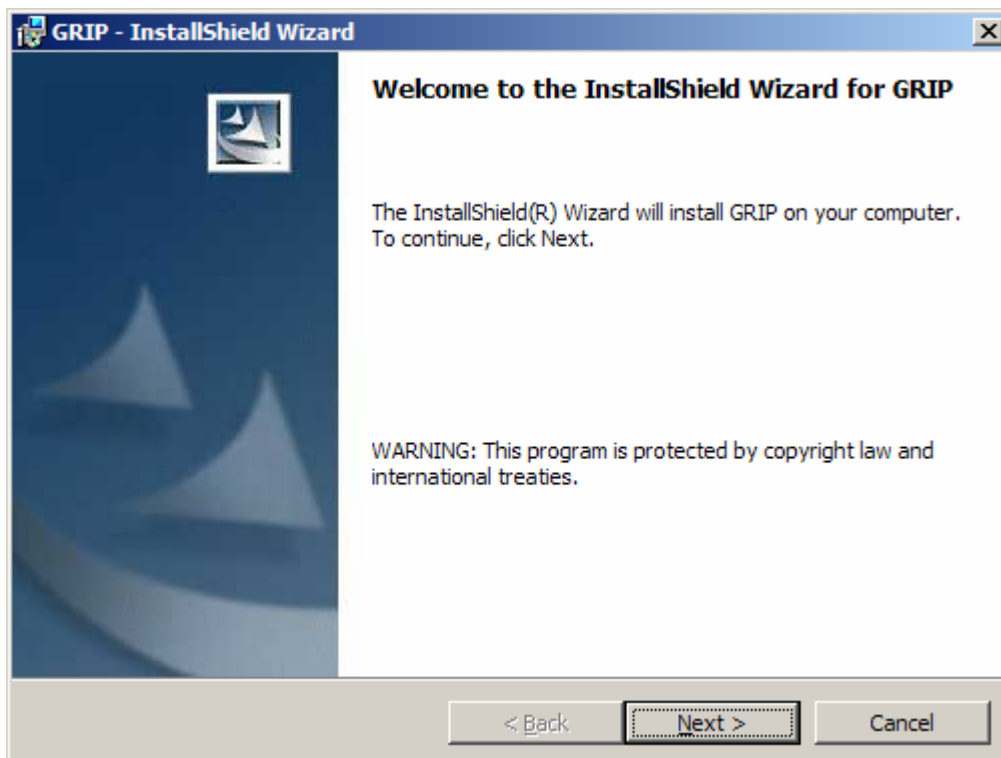 GRIP - InstallShield Wizard
Welcome to the InstallShield Wizard for GRIP
The InstallShield(R) Wizard will install GRIP on your computer.
To continue, click Next.
WARNING: This program is protected by copyright law and
international treaties.
< Back
Next >
Cancel